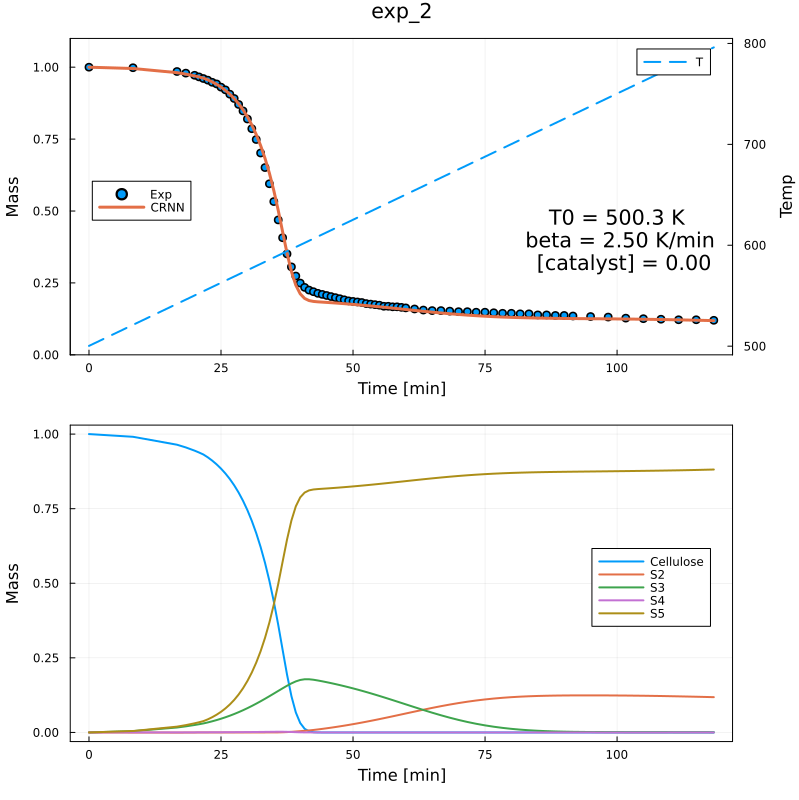 exp_2
1.00
0.75
0.50
0.25
0.00
Mass
0
25
50
75
100
Time [min]
800
700
600
500
Temp
T
Exp
CRNN
T0 = 500.3 K
beta = 2.50 K/min
[catalyst] = 0.00
1.00
0.75
0.50
0.25
0.00
Mass
0
25
50
75
100
Time [min]
Cellulose
S2
S3
S4
S5